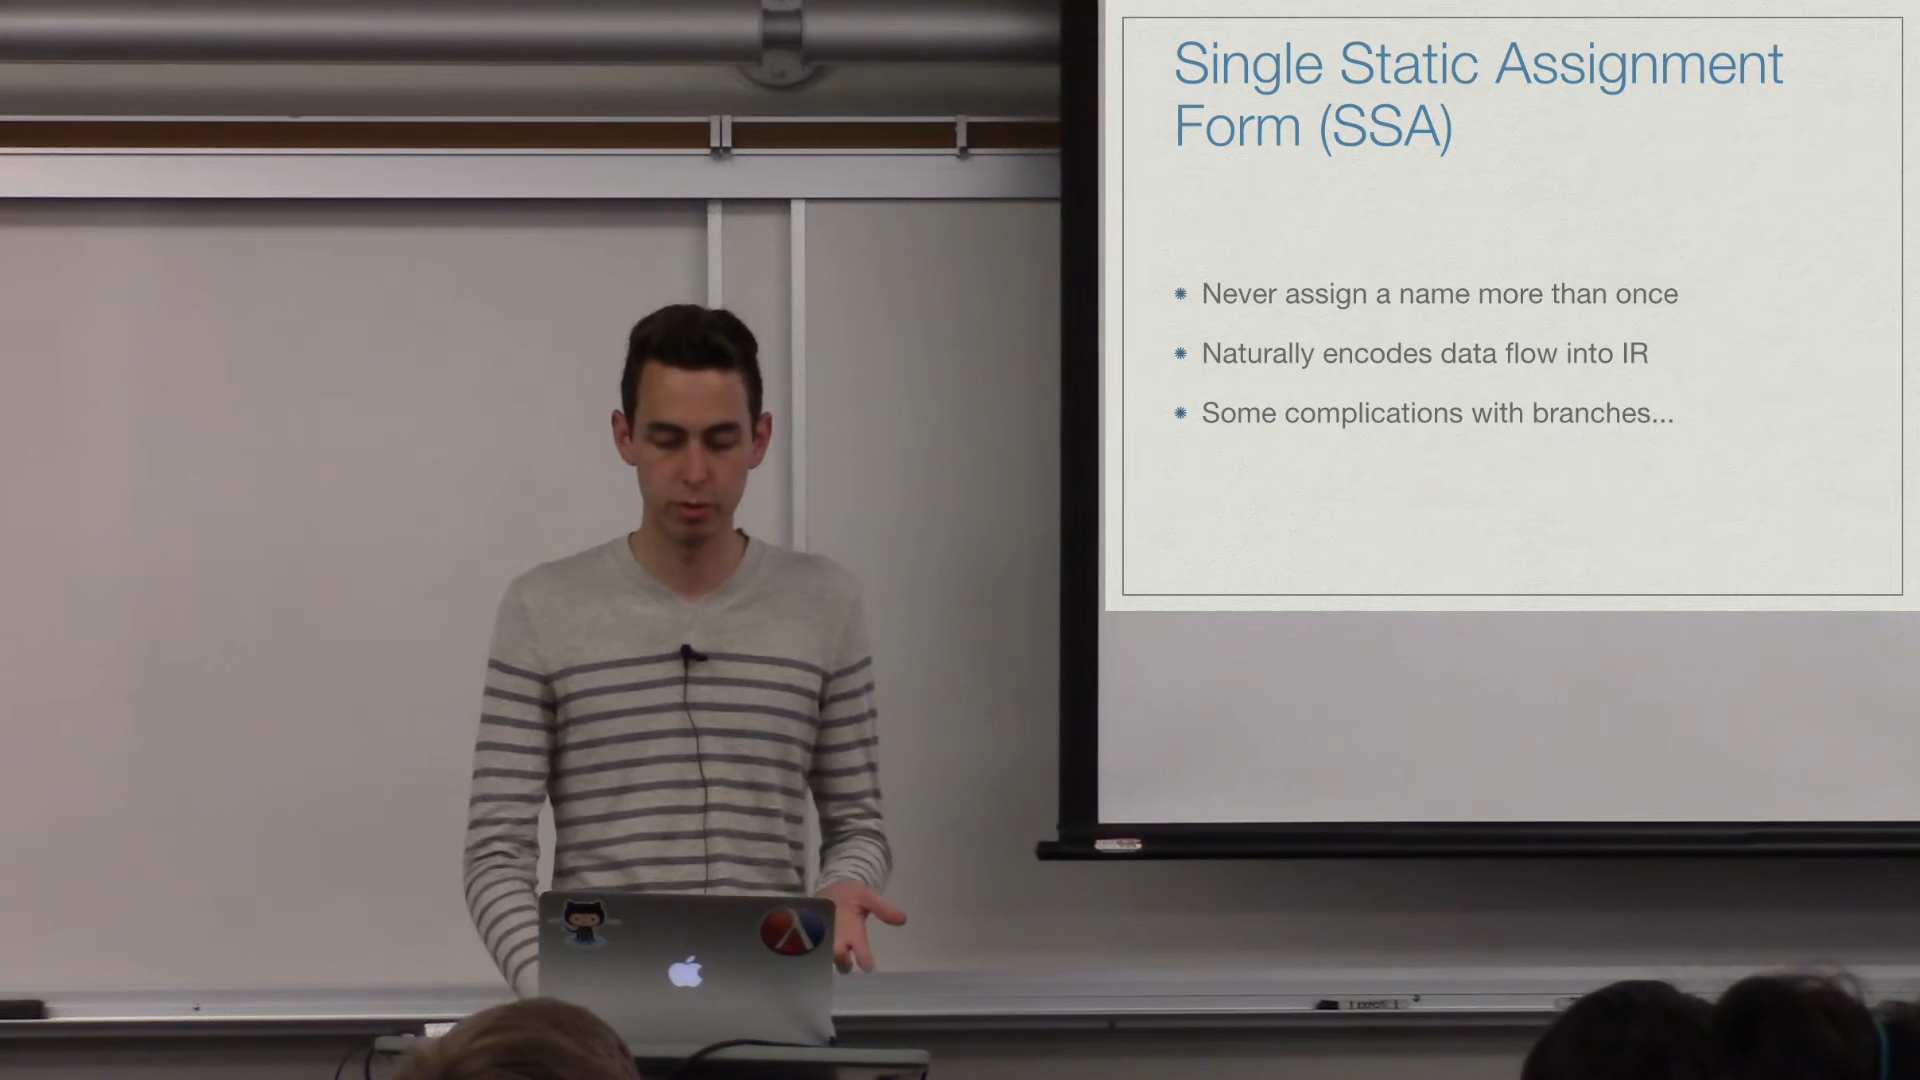 Single Static Assignment
Form (SSA)
Never assign a name more than once
Naturally encodes data flow into IR
Some complications with branches...